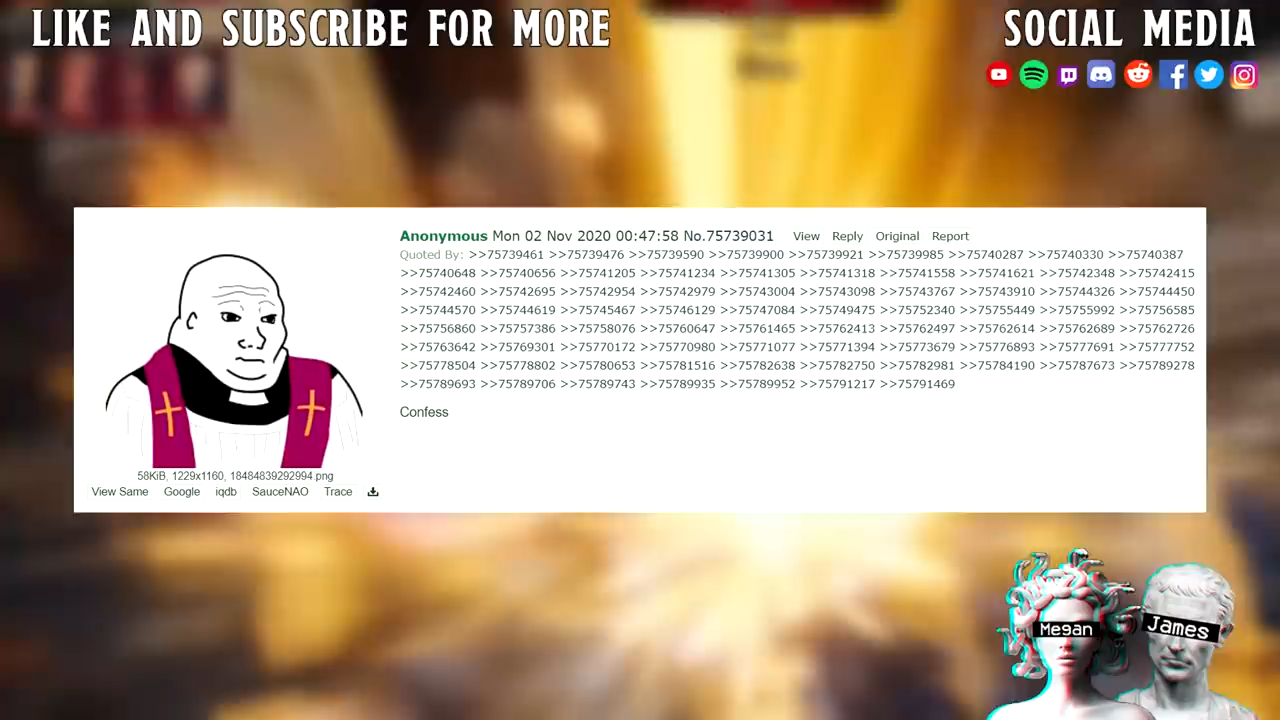 LIKE AND SUBSCRIBE FOR MORE
SOCIAL MEDIA
Anonymous Mon 02 Nov 2020 00:47:58 No.75739031 View Reply Original Report
Quoted By: >>75739461 >>75739476 >>75739590 >>75739900 >>75739921 >>75739985 >>75740287 >>75740330 >>75740387
>>75740648 >>75740656 >>75741205 >>75741234 >>75741305 >>75741318 >>75741558 >>75741621 >>75742348 >>75742415
>>75742460 >>75742695 >>75742954 >>75742979 >>75743004 >>75743098 >>75743767 >>75743910 >>75744326 >>75744450
>>75744570 >>75744619 >>75745467 >>75746129 >>75747084 >>75749475 >>75752340 >>75755449 >>75755992 >>75756585
>>75756860 >>75757386 >>75758076 >>75760647 >>75761465 >>75762413 >>75762497 >>75762614 >>75762689 >>75762726
>>75763642 >>75769301 >>75770172 >>75770980 >>75771077 >>75771394 >>75773679 >>75776893 >>75777691 >>75777752
>>75778504 >>75778802 >>75780653 >>75781516 >>75782638 >>75782750 >>75782981 >>75784190 >>75787673 >>75789278
>>75789693 >>75789706 >>75789743 >>75789935 >>75789952 >>75791217 >>75791469
Confess
58KiB, 1229x1160, 18484839292994.png
View Same Google iqdb SauceNAO Trace
Megan
James